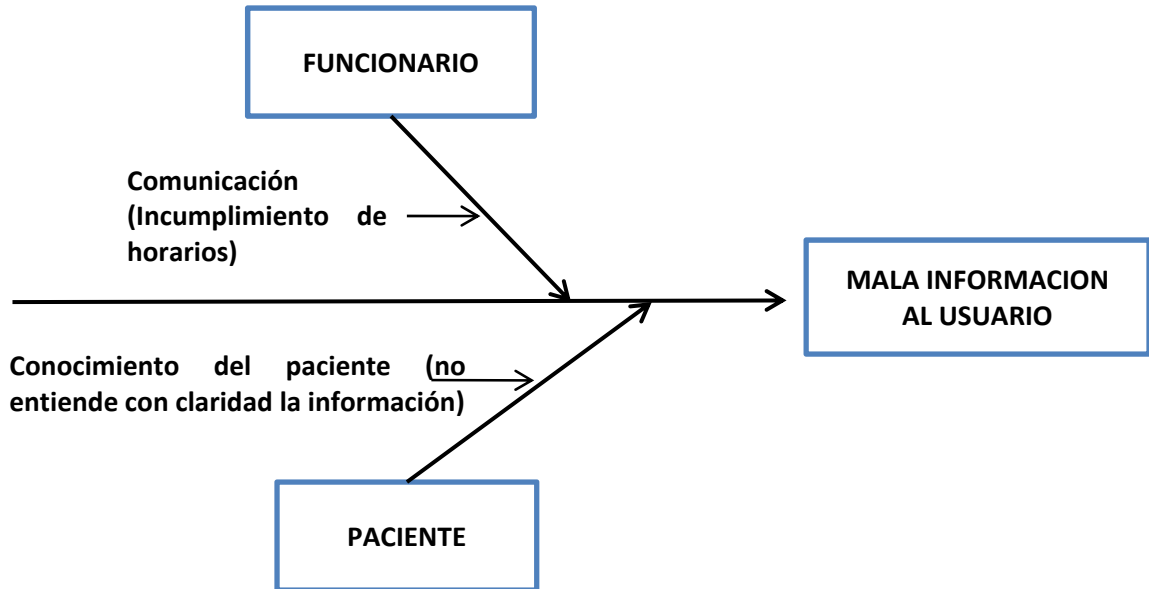 FUNCIONARIO
Comunicación
(Incumplimiento de
horarios)
MALA INFORMACION
AL USUARIO
Conocimiento del paciente (no
entiende con claridad la información)
PACIENTE